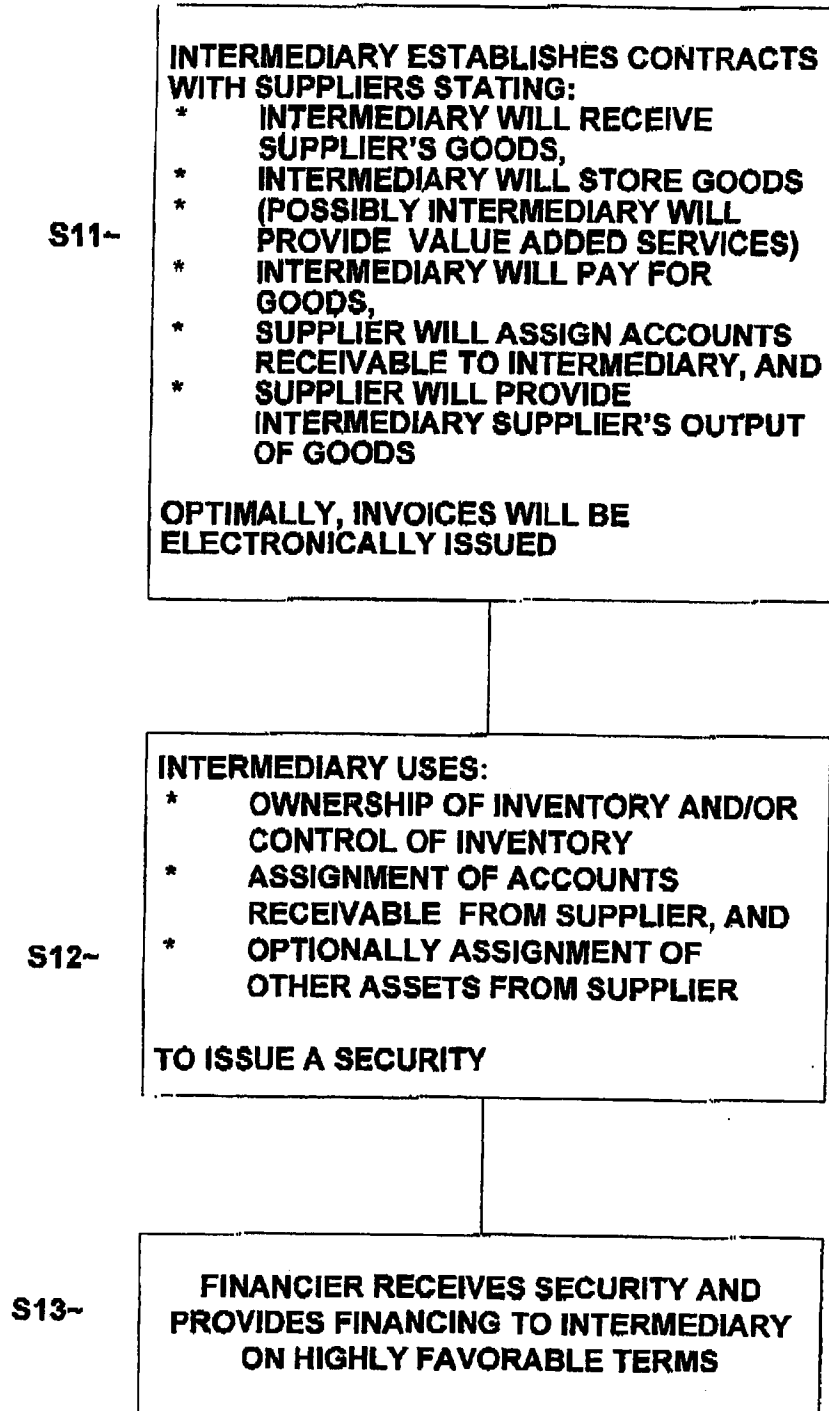 INTERMEDIARY ESTABLISHES CONTRACTS
WITH SUPPLIERS STATING:
* INTERMEDIARY WILL RECEIVE
SUPPLIER'S GOODS,
* INTERMEDIARY WILL STORE GOODS
* (POSSIBLY INTERMEDIARY WILL
PROVIDE VALUE ADDED SERVICES)
* INTERMEDIARY WILL PAY FOR
GOODS,
* SUPPLIER WILL ASSIGN ACCOUNTS
RECEIVABLE TO INTERMEDIARY, AND
* SUPPLIER WILL PROVIDE
INTERMEDIARY SUPPLIER'S OUTPUT
OF GOODS
OPTIMALLY, INVOICES WILL BE
ELECTRONICALLY ISSUED
S11~
INTERMEDIARY USES:
* OWNERSHIP OF INVENTORY AND/OR
CONTROL OF INVENTORY
* ASSIGNMENT OF ACCOUNTS
RECEIVABLE FROM SUPPLIER, AND
* OPTIONALLY ASSIGNMENT OF
OTHER ASSETS FROM SUPPLIER
TO ISSUE A SECURITY
S12~
FINANCIER RECEIVES SECURITY AND
PROVIDES FINANCING TO INTERMEDIARY
ON HIGHLY FAVORABLE TERMS
S13~